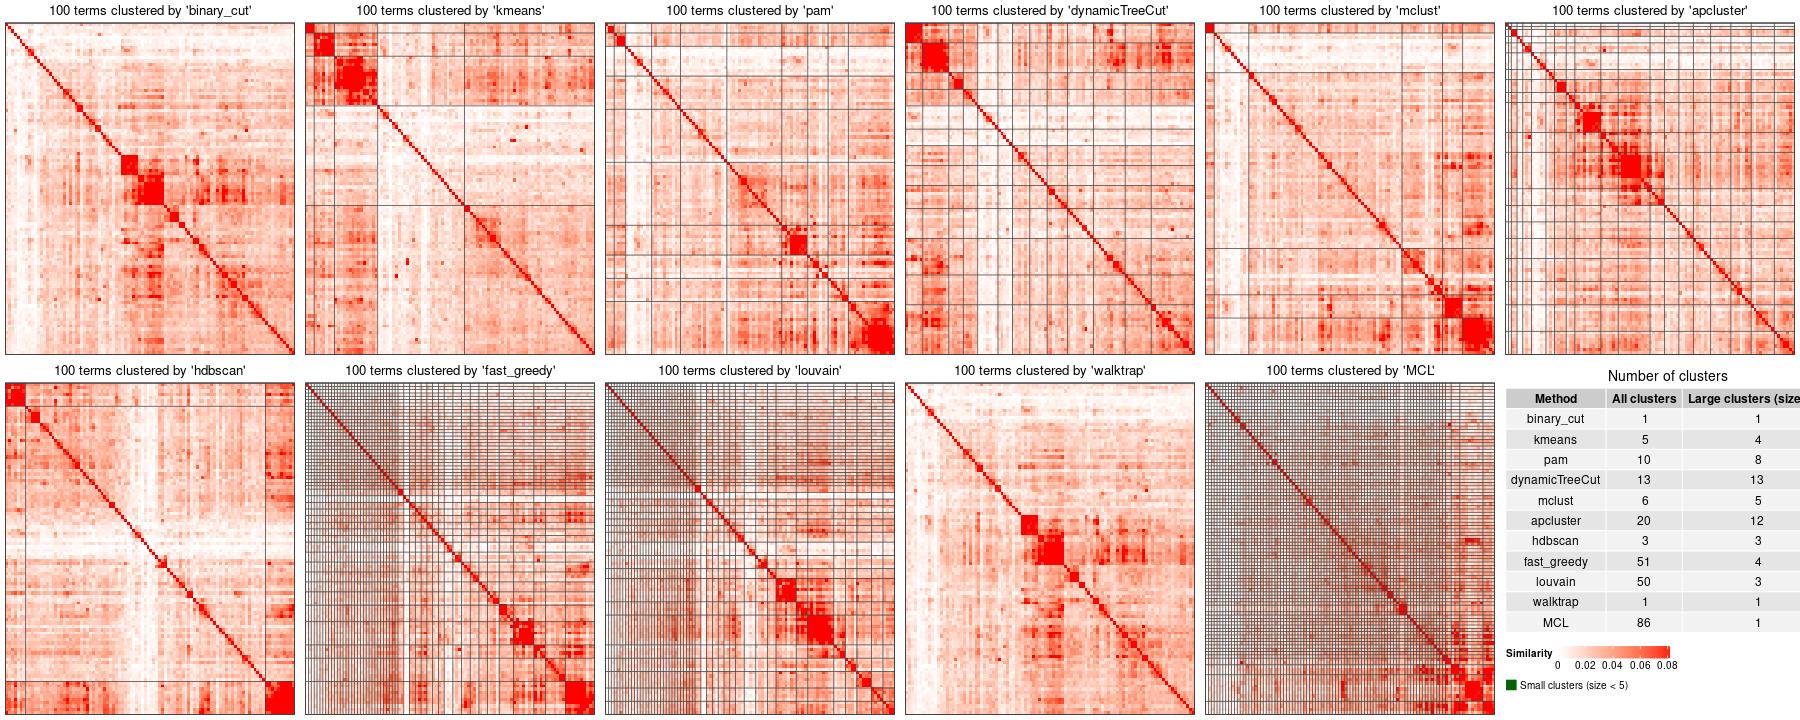 100 terms clustered by 'binary_cut'
100 terms clustered by 'kmeans'
100 terms clustered by 'pam'
100 terms clustered by 'dynamicTreeCut'
100 terms clustered by 'mclust'
100 terms clustered by 'apcluster'
100 terms clustered by 'hdbscan'
100 terms clustered by 'fast_greedy'
100 terms clustered by 'louvain'
100 terms clustered by 'walktrap'
100 terms clustered by 'MCL'
Number of clusters
Method All clusters Large clusters (size
binary_cut 1 1
kmeans 5 4
pam 10 8
dynamicTreeCut 13 13
mclust 6 5
apcluster 20 12
hdbscan 3 3
fast_greedy 51 4
louvain 50 3
walktrap 1 1
MCL 86 1
Similarity
0 0.02 0.04 0.06 0.08
Small clusters (size < 5)